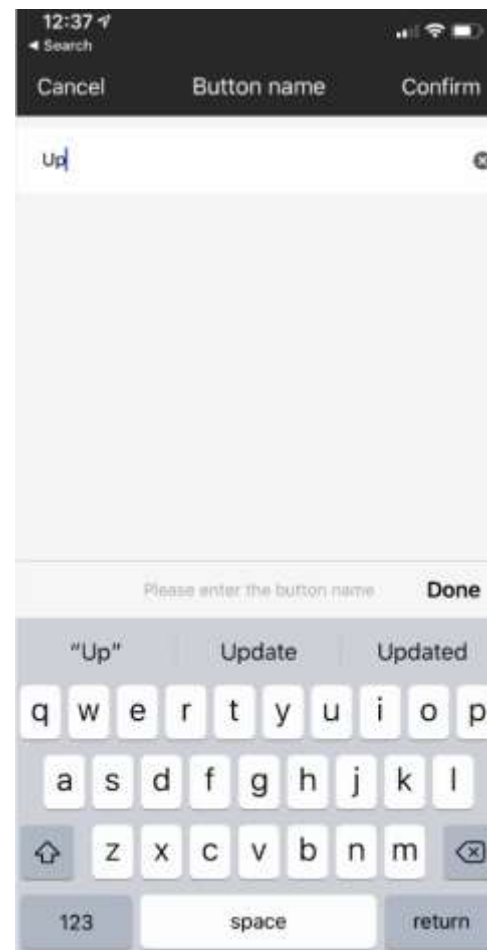 12:37
◀ Search
Cancel Button name Confirm
Up
Please enter the button name Done
"Up" Update Updated
q w e r t y u i o p
a s d f g h j k l
z x c v b n m
123 space return